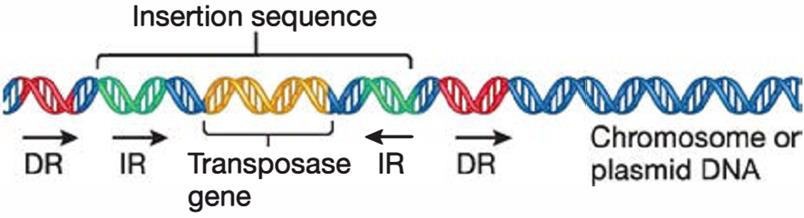 Insertion sequence
DR
IR
Transposase
gene
IR
DR
Chromosome or
plasmid DNA